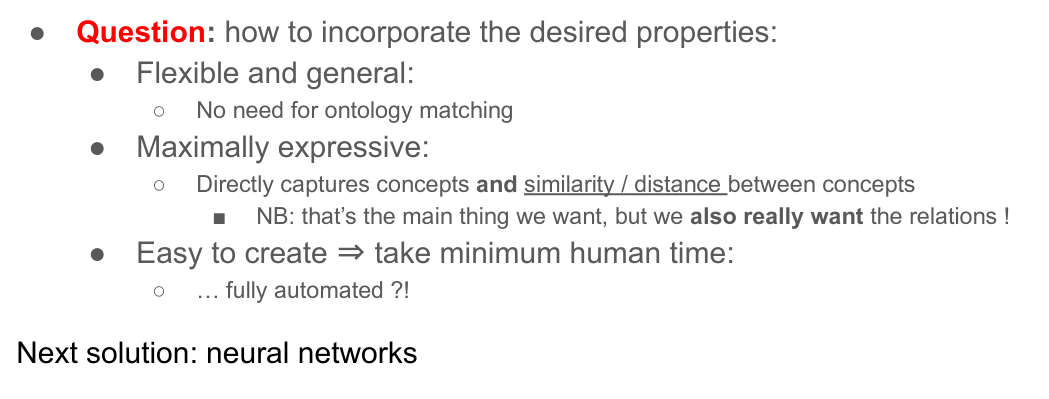 ● Question: how to incorporate the desired properties:
● Flexible and general:
○ No need for ontology matching
● Maximally expressive:
○ Directly captures concepts and similarity / distance between concepts
■ NB: that’s the main thing we want, but we also really want the relations !
● Easy to create ⇒ take minimum human time:
○ … fully automated ?!
Next solution: neural networks